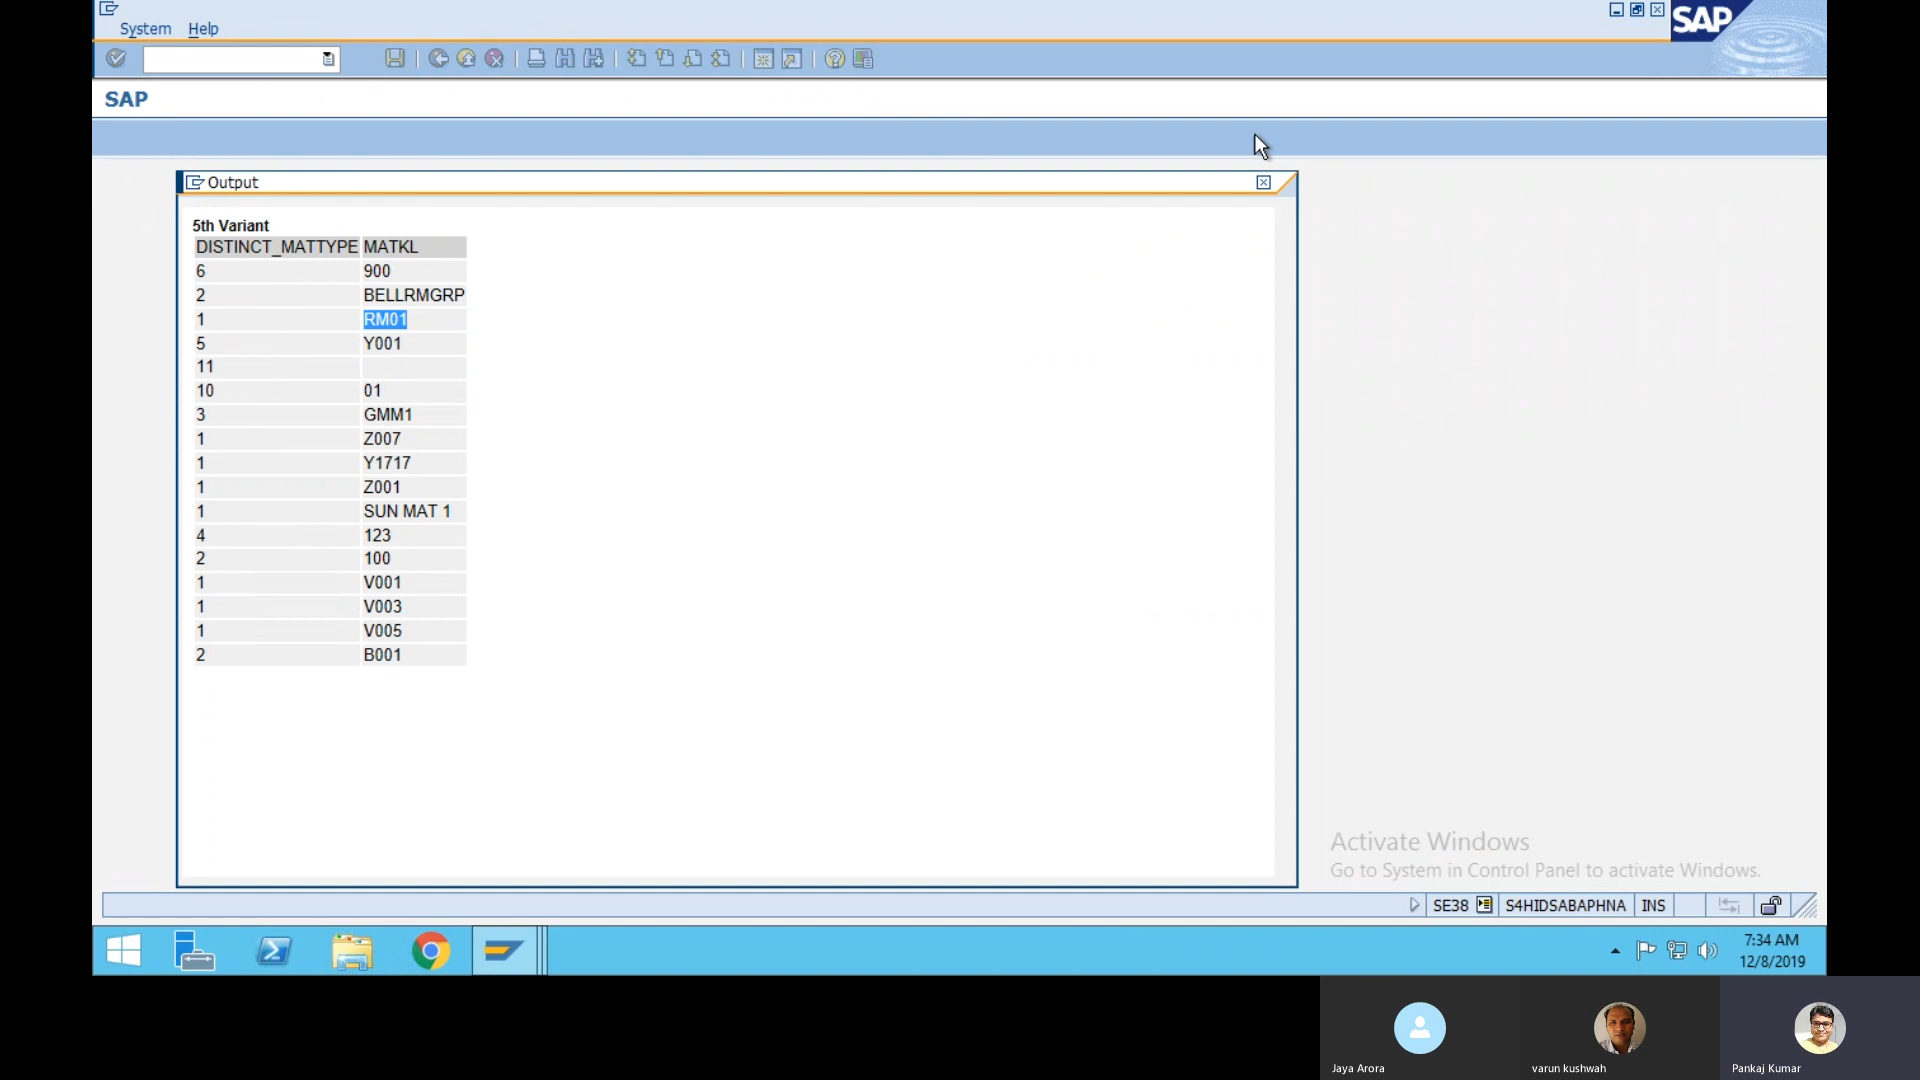 System Help
SAP
SAP
Output
5th Variant
DISTINCT_MATTYPE MATKL
6 900
2 BELLRMGRP
1 RM01
5 Y001
11
10 01
3 GMM1
1 Z007
1 Y1717
1 Z001
1 SUN MAT 1
4 123
2 100
1 V001
1 V003
1 V005
2 B001
Activate Windows
Go to System in Control Panel to activate Windows.
SE38 S4HIDSABAPHNA INS
7:34 AM
12/8/2019
Jaya Arora varun kushwah Pankaj Kumar